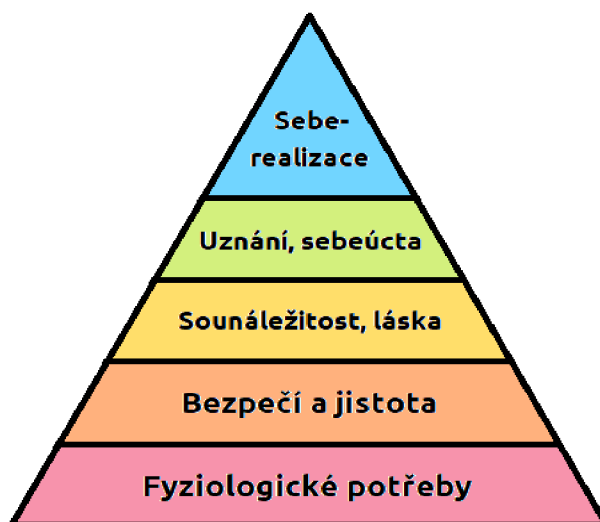 Sebe-
realizace
Uznání, sebeúcta
Sounáležitost, láska
Bezpečí a jistota
Fyziologické potřeby